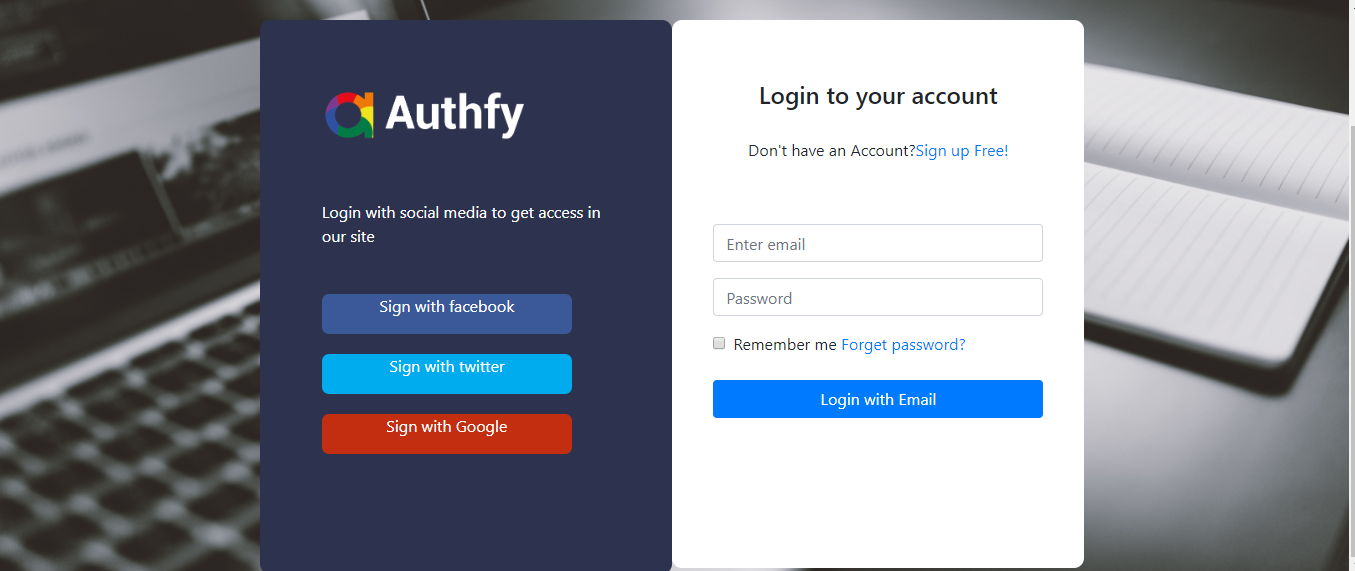 Authfy
Login with social media to get access in
our site
Sign with facebook
Sign with twitter
Sign with Google
Login to your account
Don't have an Account?Sign up Free!
Enter email
Password
Remember me Forget password?
Login with Email